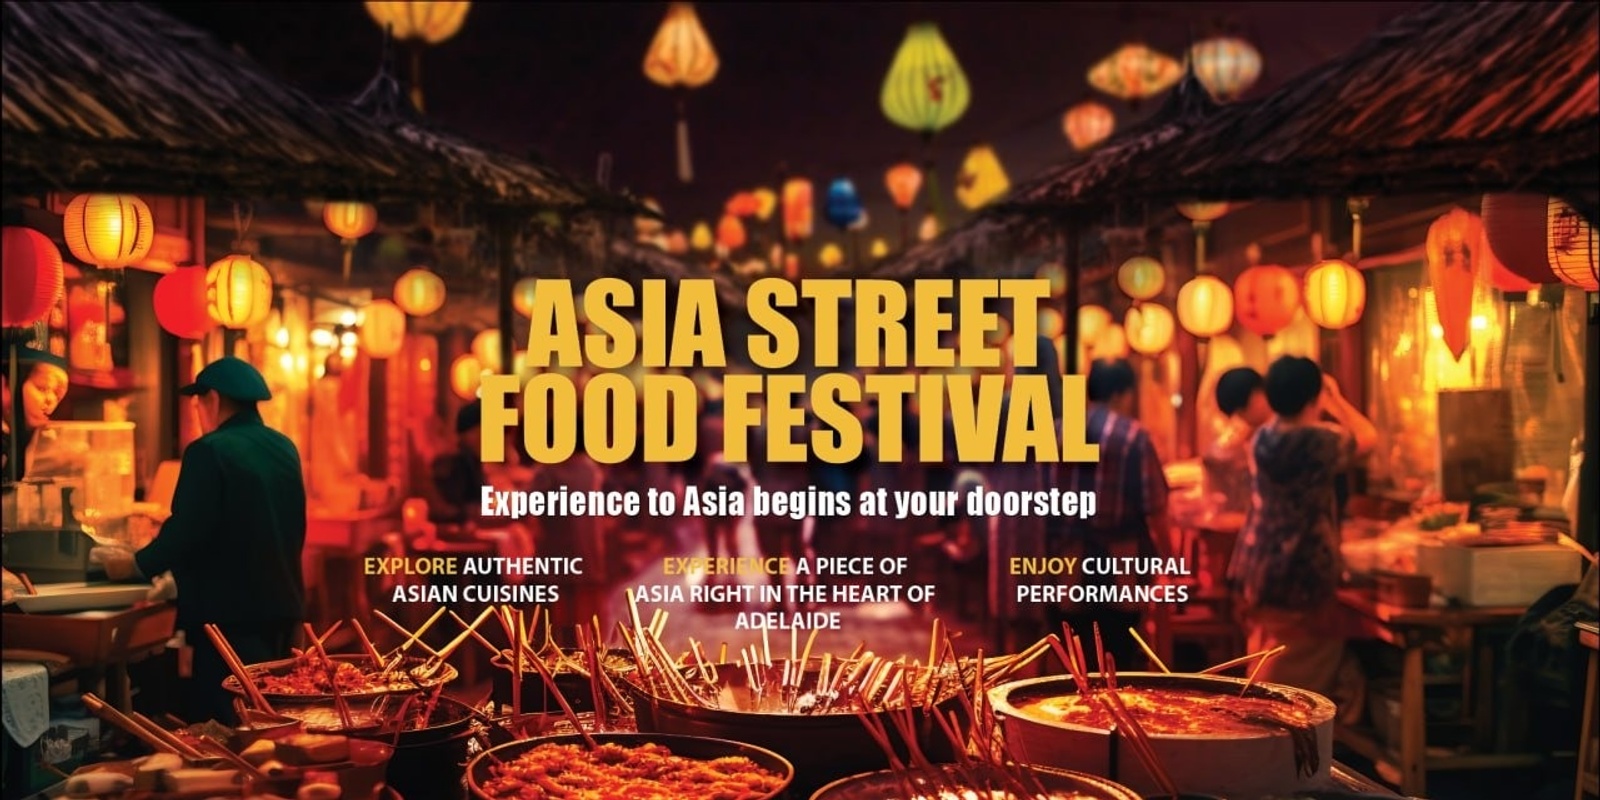 ASIA STREET
FOOD FESTIVAL
Experience to Asia begins at your doorstep
EXPLORE AUTHENTIC
ASIAN CUISINES
EXPERIENCE A PIECE OF
ASIA RIGHT IN THE HEART OF
ADELAIDE
ENJOY CULTURAL
PERFORMANCES